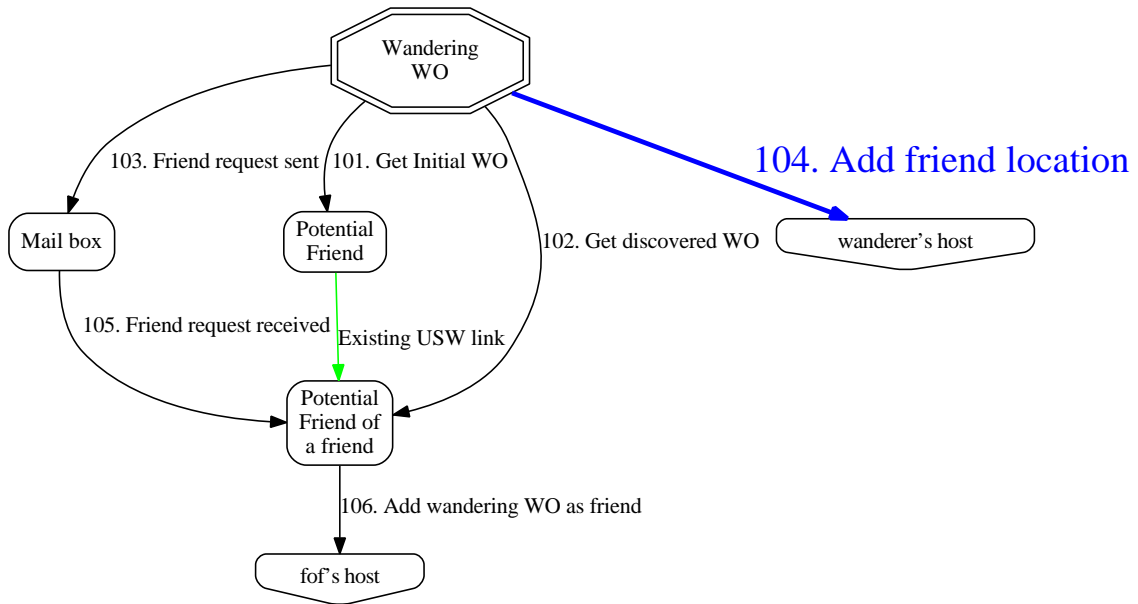 Wandering
WO
103. Friend request sent
101. Get Initial WO
104. Add friend location
Mail box
Potential
Friend
102. Get discovered WO
wanderer's host
105. Friend request received
Existing USW link
Potential
Friend of
a friend
106. Add wandering WO as friend
fof's host